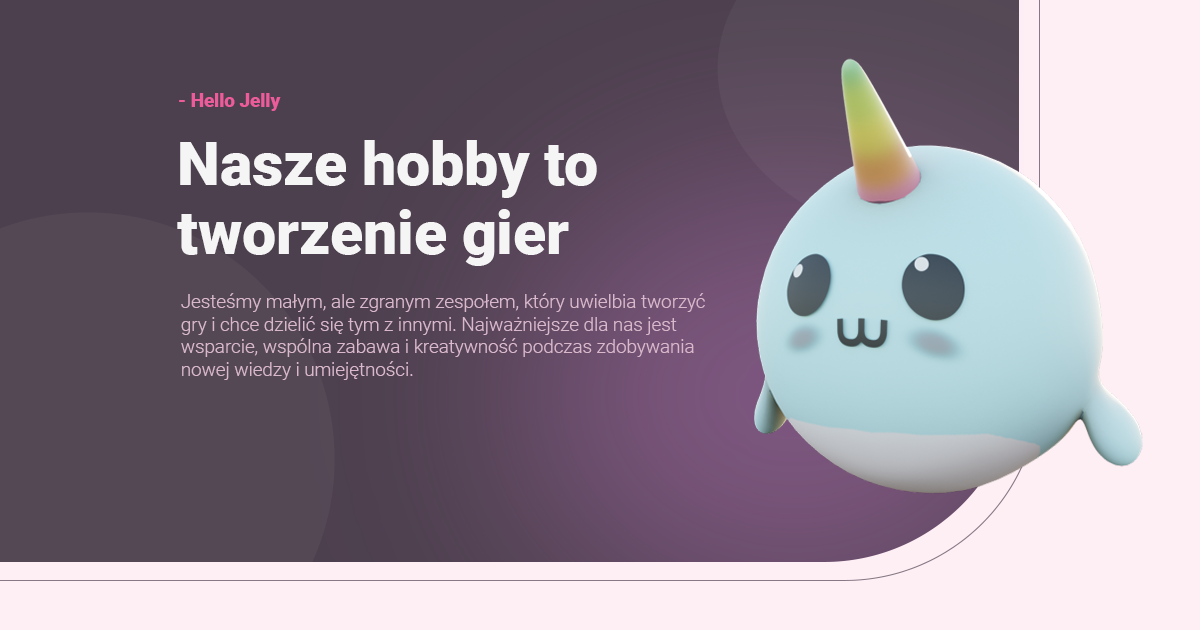 - Hello Jelly
Nasze hobby to
tworzenie gier
Jesteśmy małym, ale zgranym zespołem, który uwielbia tworzyć
gry i chce dzielić się tym z innymi. Najważniejsze dla nas jest
wsparcie, wspólna zabawa i kreatywność podczas zdobywania
nowej wiedzy i umiejętności.